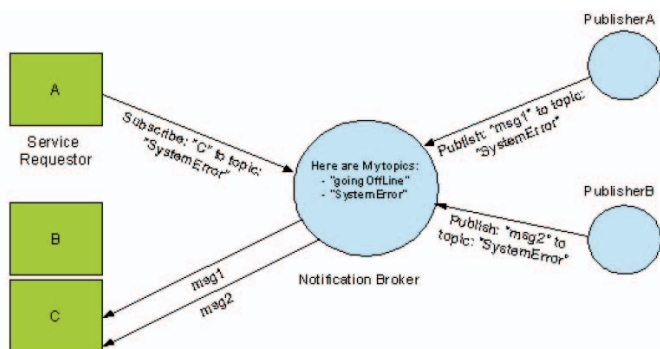 PublisherA
A
Service
Requestor
Subscribe: "C" to topic:
"SystemError"
Publish: "msg1" to topic:
"SystemError"
Here are Mytopics:
- "goingOffLine"
- "SystemError"
PublisherB
Publish: "msg2" to
topic: "SystemError"
B
Notification Broker
msg1
msg2
C